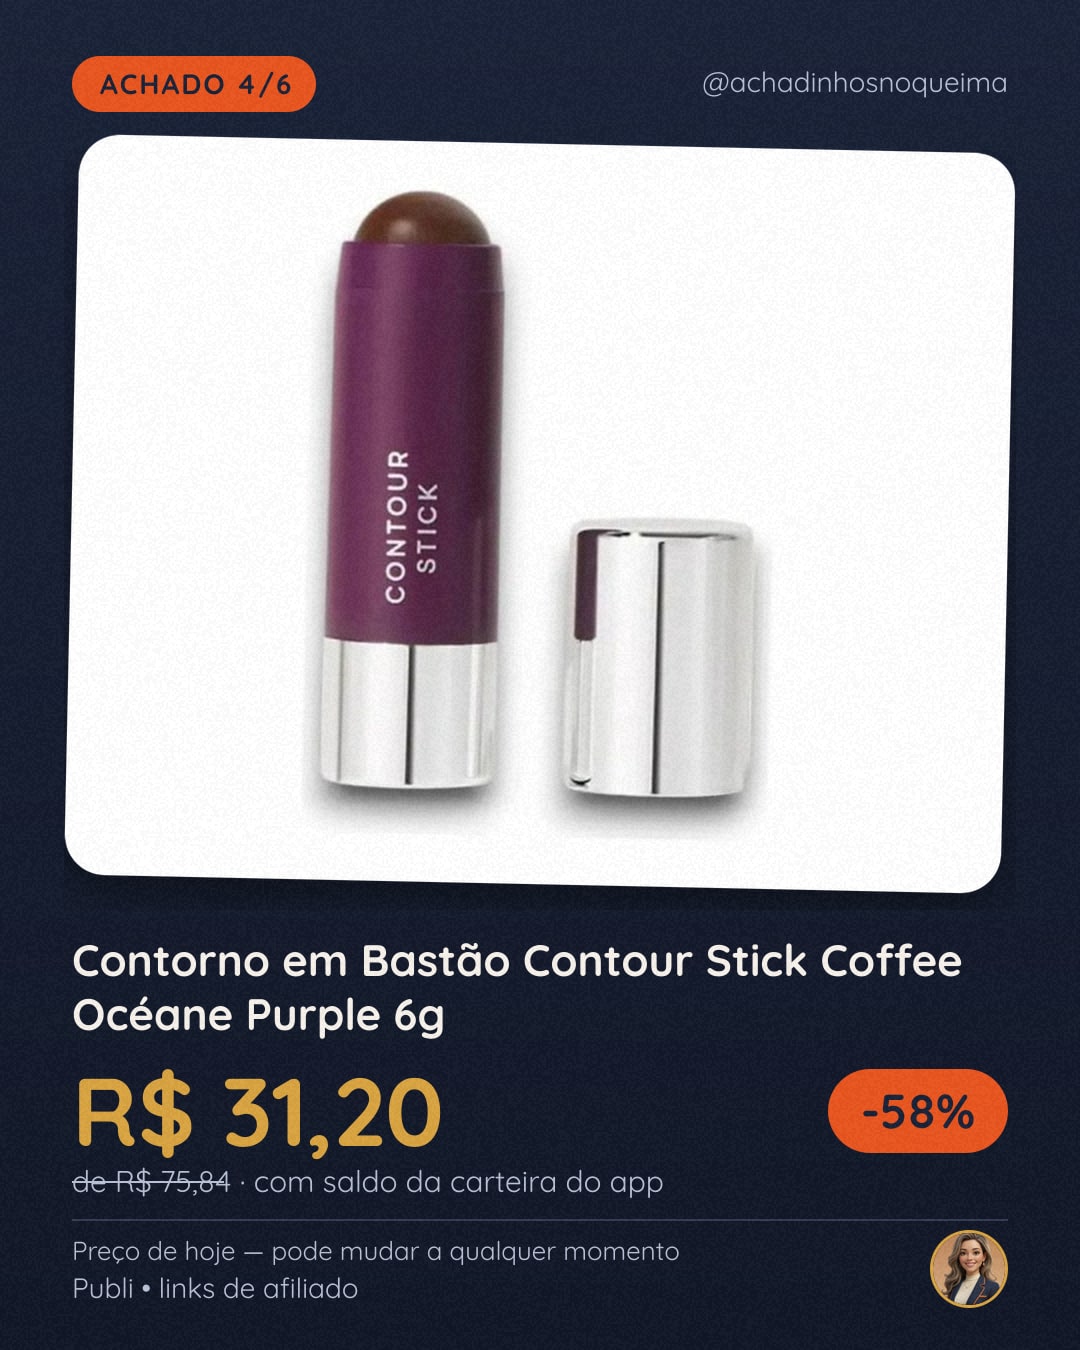 ACHADO 4/6
@achadinhosnoqueima
CONTOUR
STICK
Contorno em Bastão Contour Stick Coffee
Océane Purple 6g
R$ 31,20
-58%
de R$ 75,84 · com saldo da carteira do app
Preço de hoje — pode mudar a qualquer momento
Publi • links de afiliado